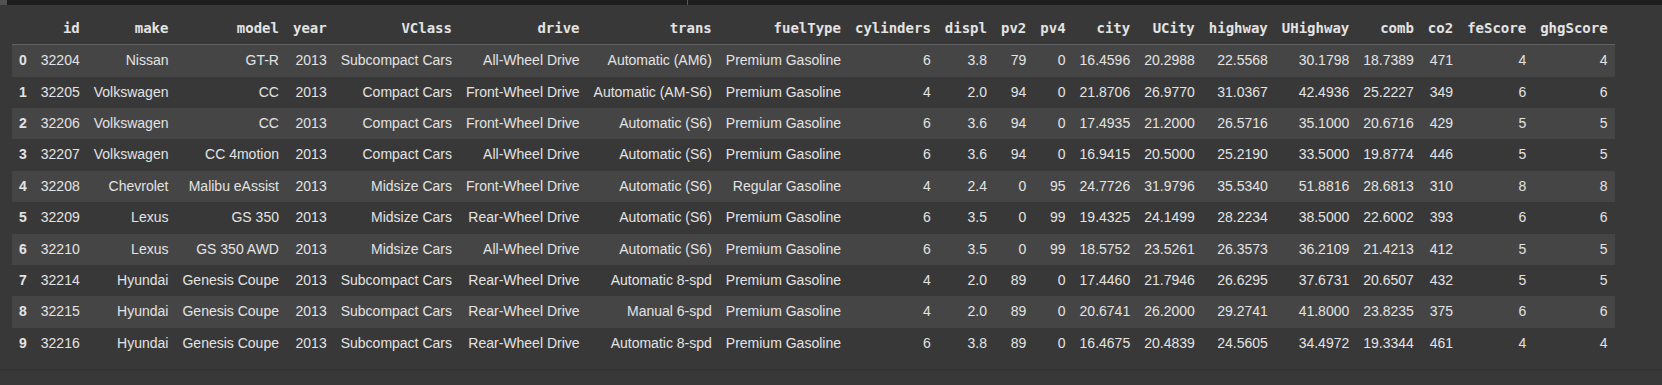 id make model year VClass drive trans fuelType cylinders displ pv2 pv4 city UCity highway UHighway comb co2 feScore ghgScore
0 32204 Nissan GT-R 2013 Subcompact Cars All-Wheel Drive Automatic (AM6) Premium Gasoline 6 3.8 79 0 16.4596 20.2988 22.5568 30.1798 18.7389 471 4 4
1 32205 Volkswagen CC 2013 Compact Cars Front-Wheel Drive Automatic (AM-S6) Premium Gasoline 4 2.0 94 0 21.8706 26.9770 31.0367 42.4936 25.2227 349 6 6
2 32206 Volkswagen CC 2013 Compact Cars Front-Wheel Drive Automatic (S6) Premium Gasoline 6 3.6 94 0 17.4935 21.2000 26.5716 35.1000 20.6716 429 5 5
3 32207 Volkswagen CC 4motion 2013 Compact Cars All-Wheel Drive Automatic (S6) Premium Gasoline 6 3.6 94 0 16.9415 20.5000 25.2190 33.5000 19.8774 446 5 5
4 32208 Chevrolet Malibu eAssist 2013 Midsize Cars Front-Wheel Drive Automatic (S6) Regular Gasoline 4 2.4 0 95 24.7726 31.9796 35.5340 51.8816 28.6813 310 8 8
5 32209 Lexus GS 350 2013 Midsize Cars Rear-Wheel Drive Automatic (S6) Premium Gasoline 6 3.5 0 99 19.4325 24.1499 28.2234 38.5000 22.6002 393 6 6
6 32210 Lexus GS 350 AWD 2013 Midsize Cars All-Wheel Drive Automatic (S6) Premium Gasoline 6 3.5 0 99 18.5752 23.5261 26.3573 36.2109 21.4213 412 5 5
7 32214 Hyundai Genesis Coupe 2013 Subcompact Cars Rear-Wheel Drive Automatic 8-spd Premium Gasoline 4 2.0 89 0 17.4460 21.7946 26.6295 37.6731 20.6507 432 5 5
8 32215 Hyundai Genesis Coupe 2013 Subcompact Cars Rear-Wheel Drive Manual 6-spd Premium Gasoline 4 2.0 89 0 20.6741 26.2000 29.2741 41.8000 23.8235 375 6 6
9 32216 Hyundai Genesis Coupe 2013 Subcompact Cars Rear-Wheel Drive Automatic 8-spd Premium Gasoline 6 3.8 89 0 16.4675 20.4839 24.5605 34.4972 19.3344 461 4 4